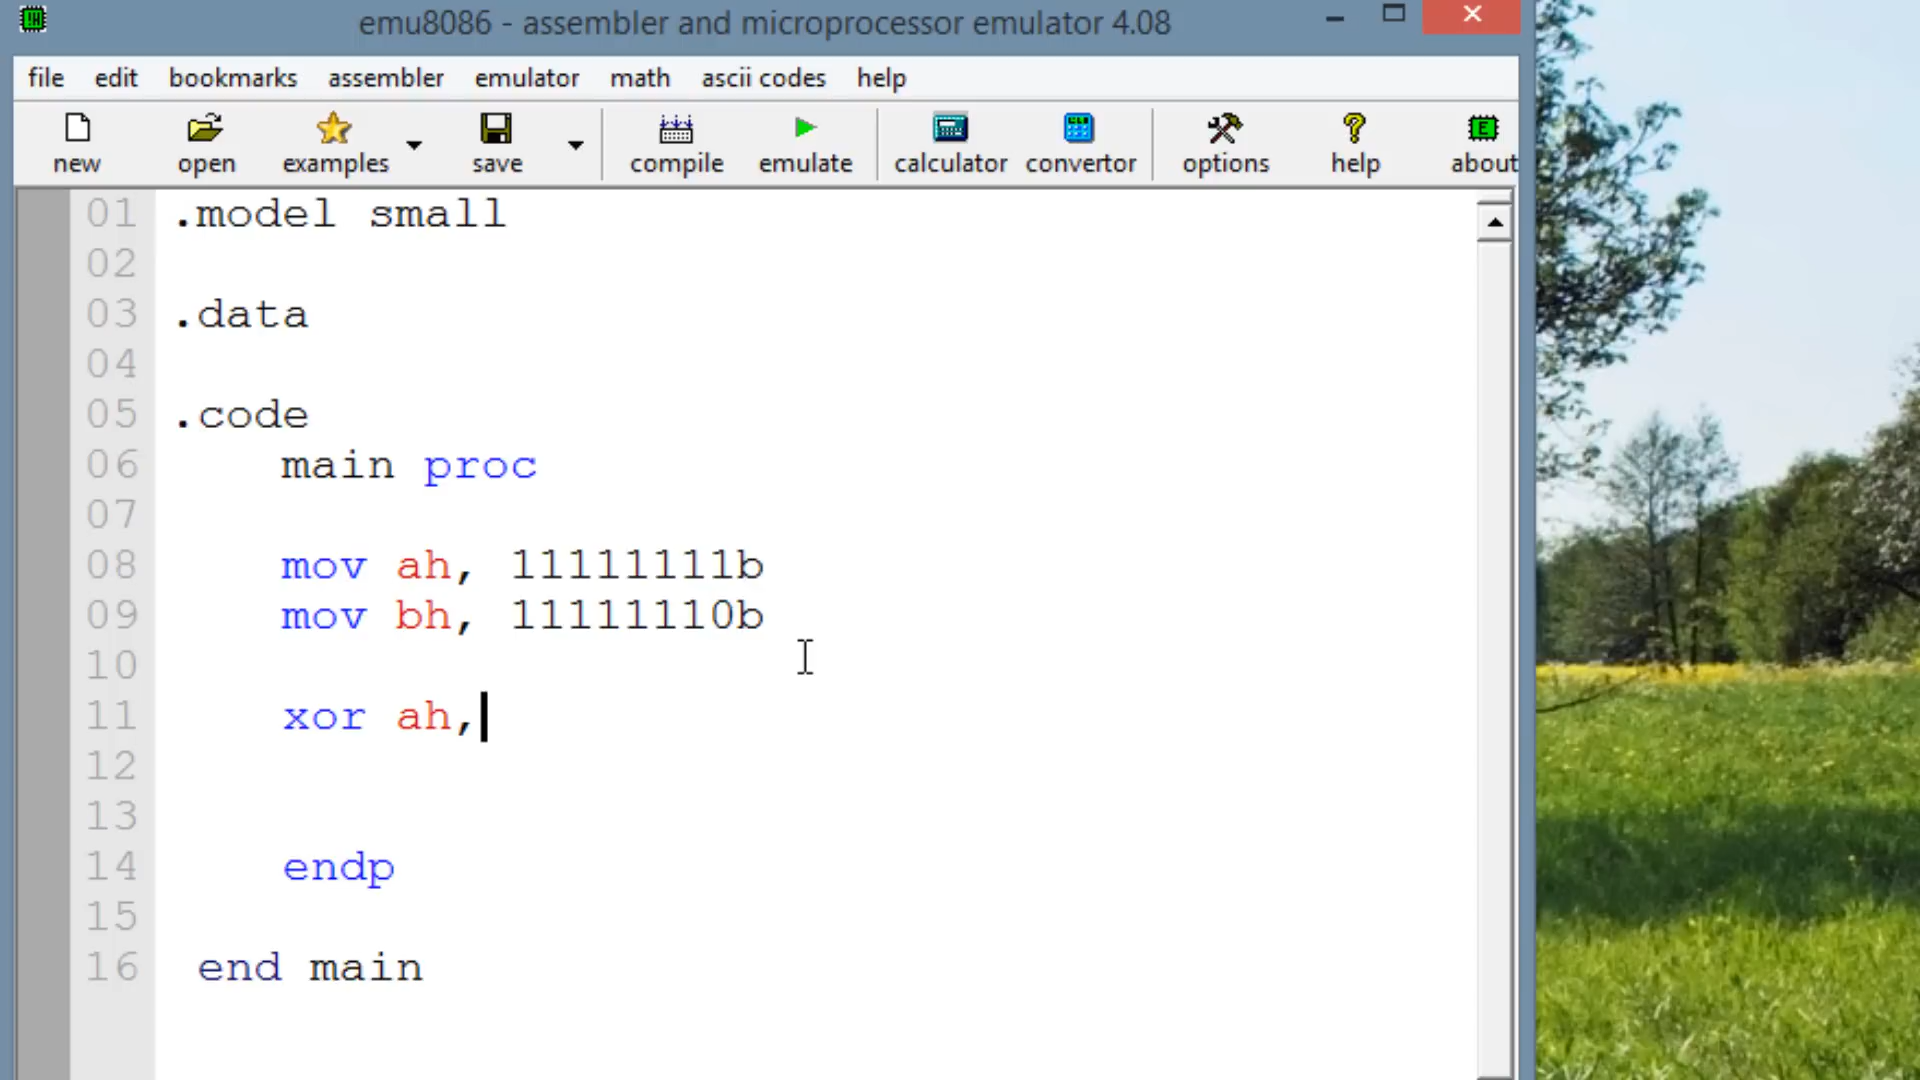 emu8086 - assembler and microprocessor emulator 4.08
file edit bookmarks assembler emulator math ascii codes help
new open examples save compile emulate calculator convertor options help about
01 .model small
02
03 .data
04
05 .code
06 main proc
07
08 mov ah, 11111111b
09 mov bh, 11111110b
10
11 xor ah,
12
13
14 endp
15
16 end main